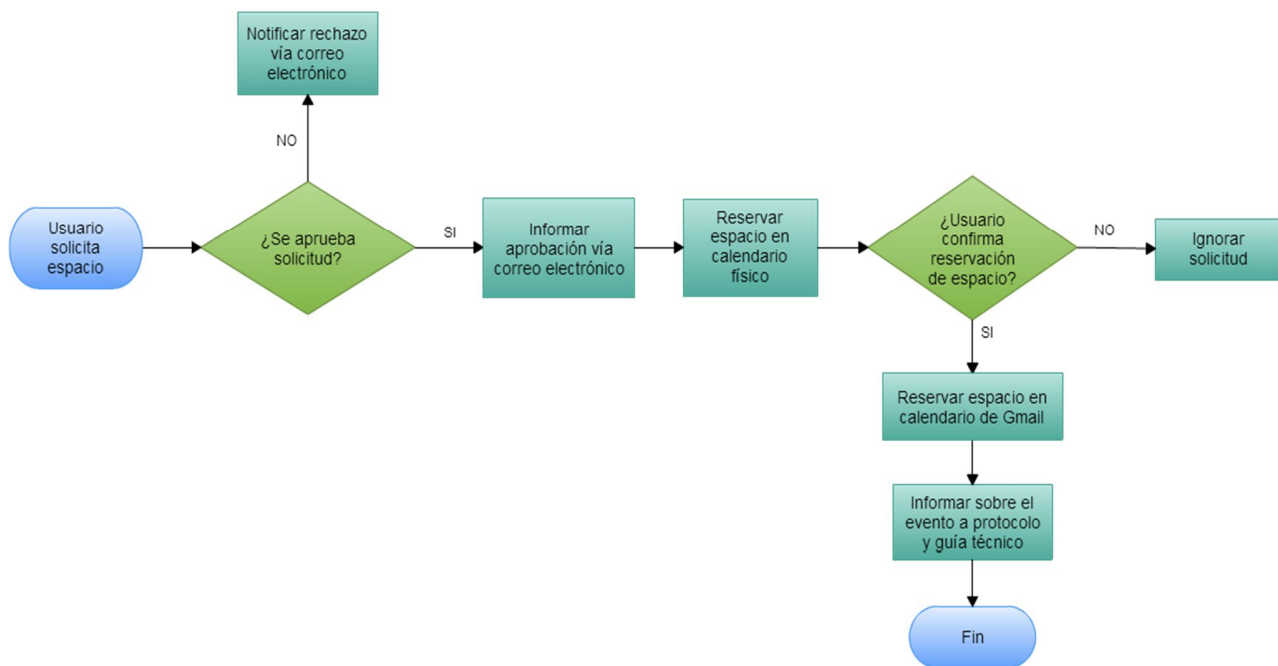 Notificar rechazo
vía correo
electrónico
NO
Usuario
solicita
espacio
¿Se aprueba
solicitud?
SI
Informar
aprobación vía
correo electrónico
Reservar
espacio en
calendario
físico
¿Usuario
confirma
reservación
de espacio?
NO
Ignorar
solicitud
SI
Reservar espacio en
calendario de Gmail
Informar sobre el
evento a protocolo
y guía técnico
Fin